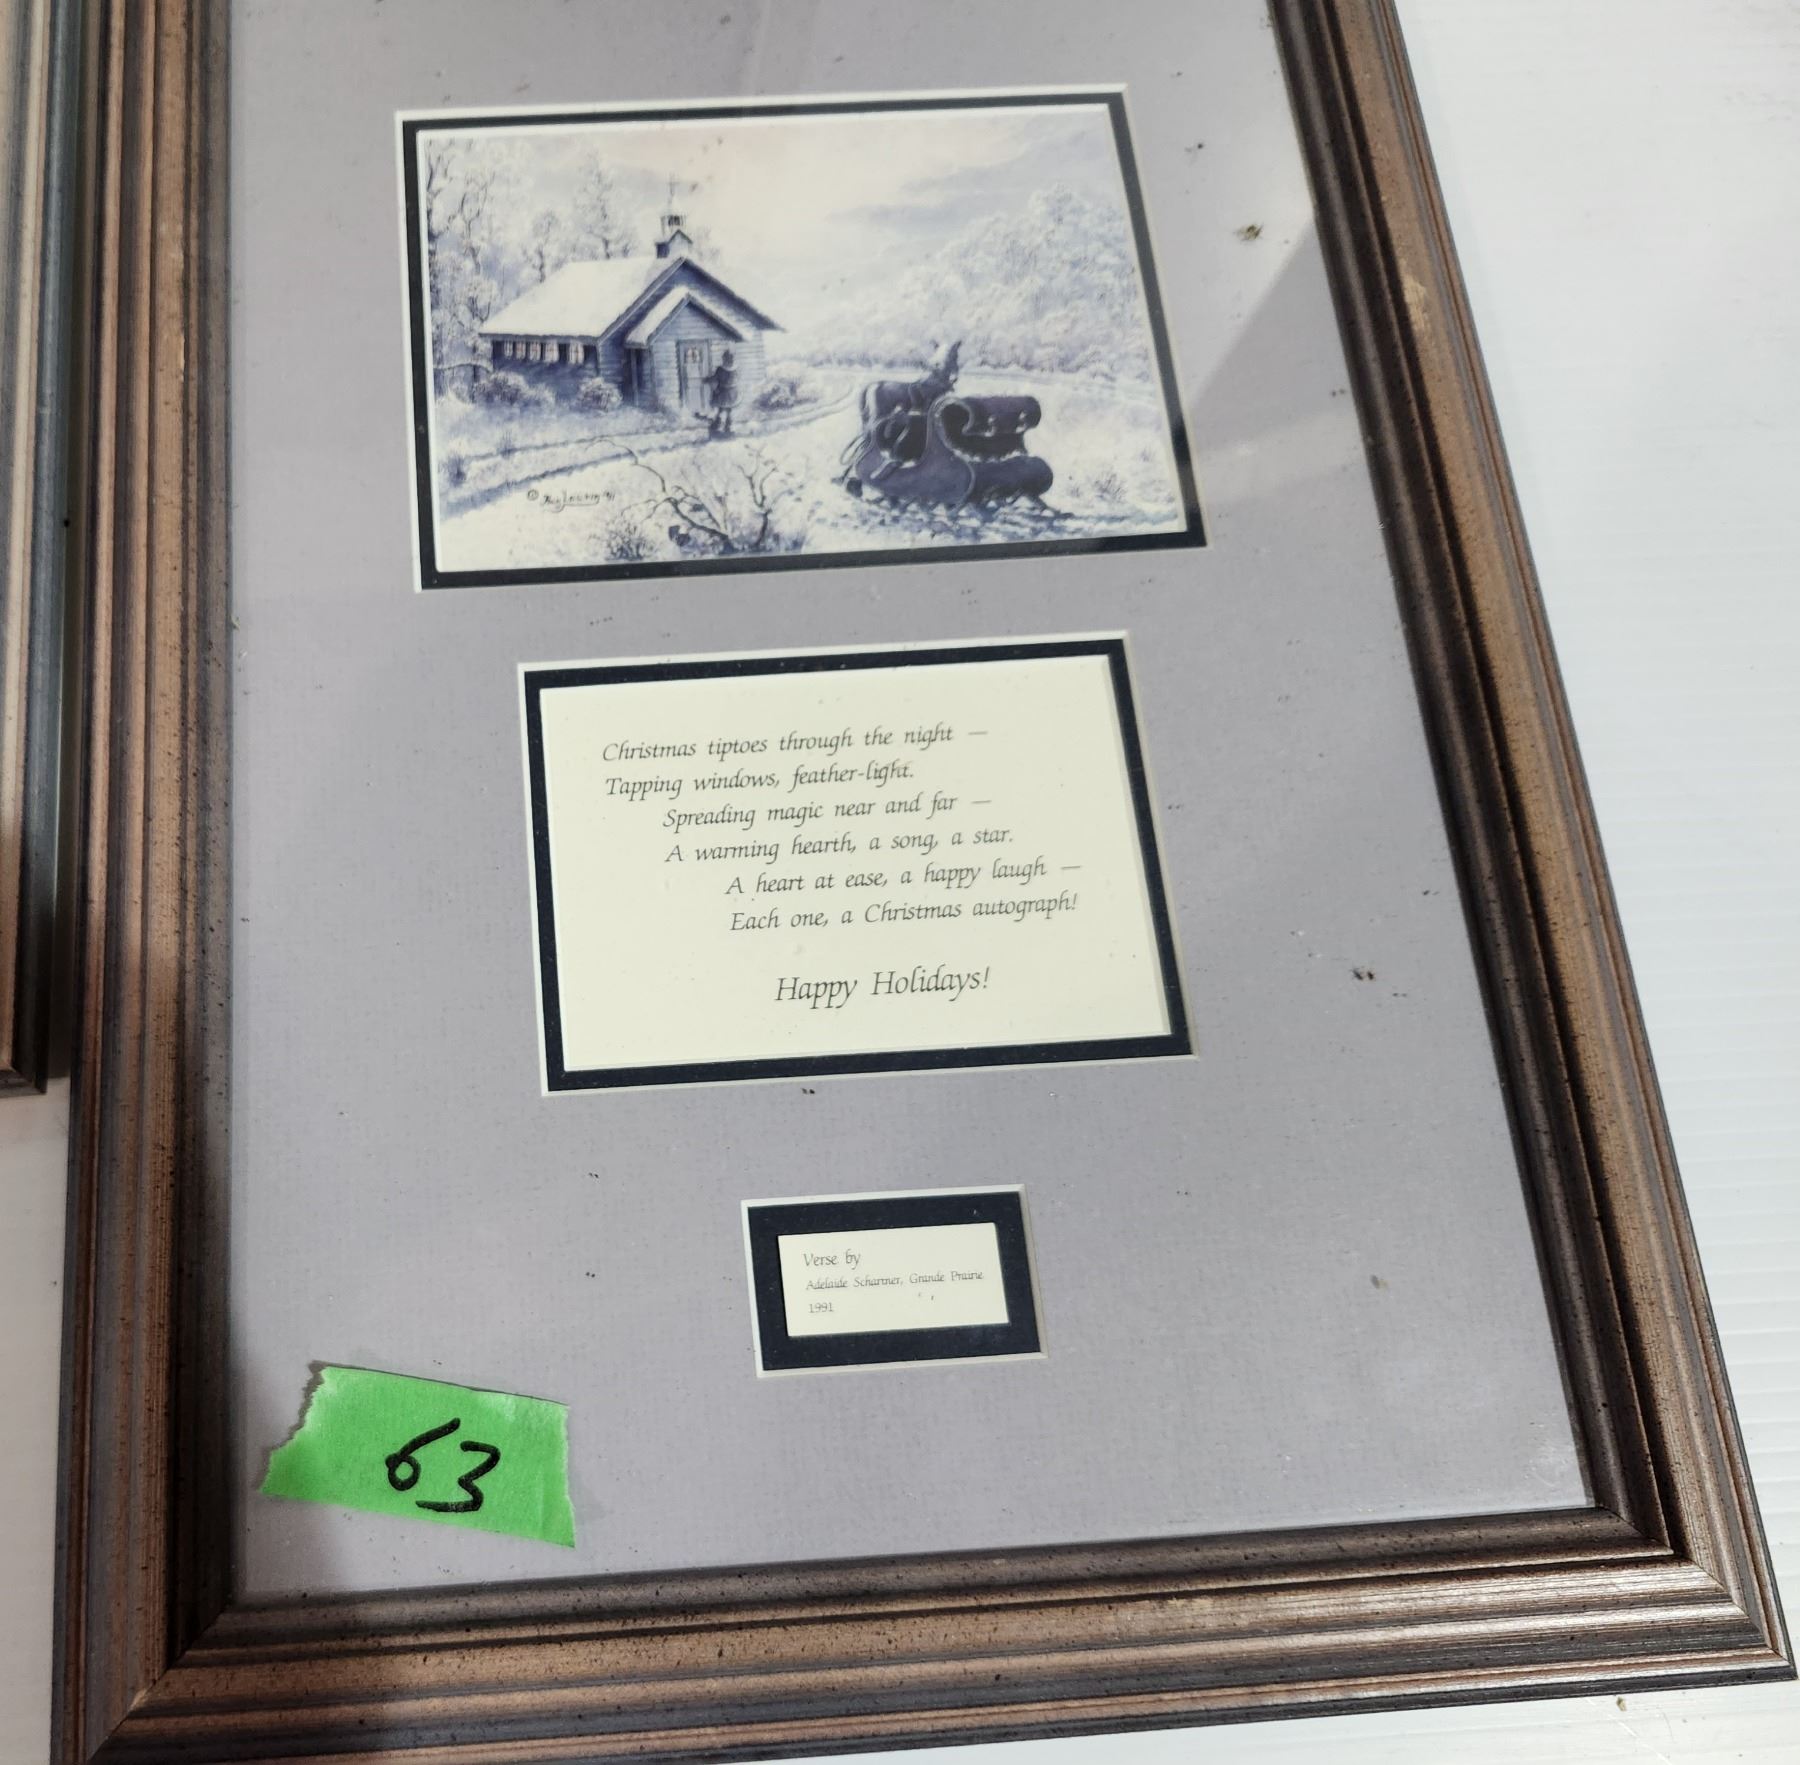 Christmas tiptoes through the night —
Tapping windows, feather-light.
Spreading magic near and far —
A warming hearth, a song, a star.
A heart at ease, a happy laugh —
Each one, a Christmas autograph!
Happy Holidays!
Verse by
Adelaide Schartner, Grande Prairie
1991
63